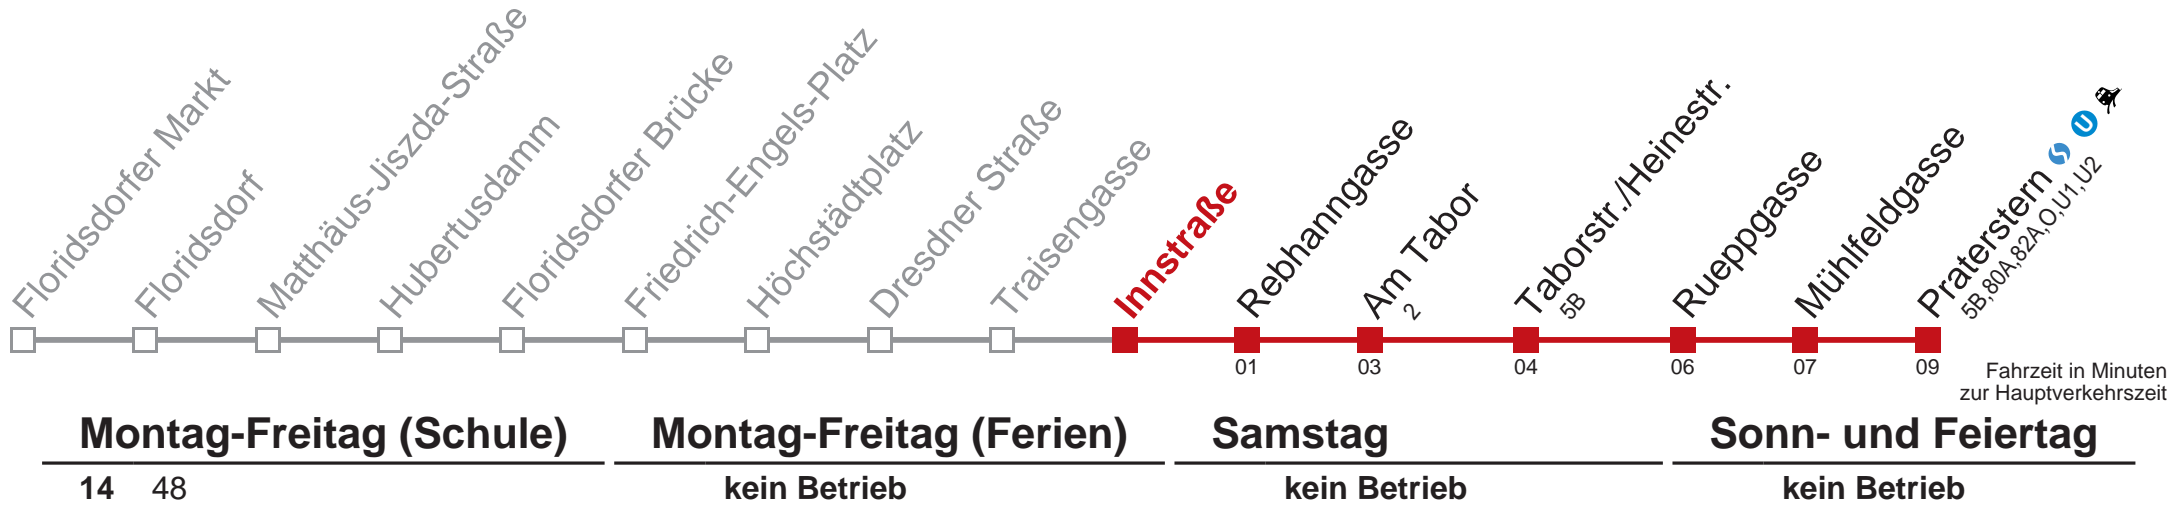 Floridsdorfer Markt
Floridsdorf
Matthäus-Jiszda-Straße
Hubertusdamm
Floridsdorfer Brücke
Friedrich-Engels-Platz
Höchstädtplatz
Dresdner Straße
Traisengasse
Innstraße
Rebhanngasse
Am Tabor
2
Taborstr./Heinestr.
5B
Rueppgasse
Mühlfeldgasse
Praterstern S U
5B,80A,82A,O,U1,U2
01 03 04 06 07 09
Fahrzeit in Minuten
zur Hauptverkehrszeit
Montag-Freitag (Schule) Montag-Freitag (Ferien) Samstag Sonn- und Feiertag
14 48 kein Betrieb kein Betrieb kein Betrieb